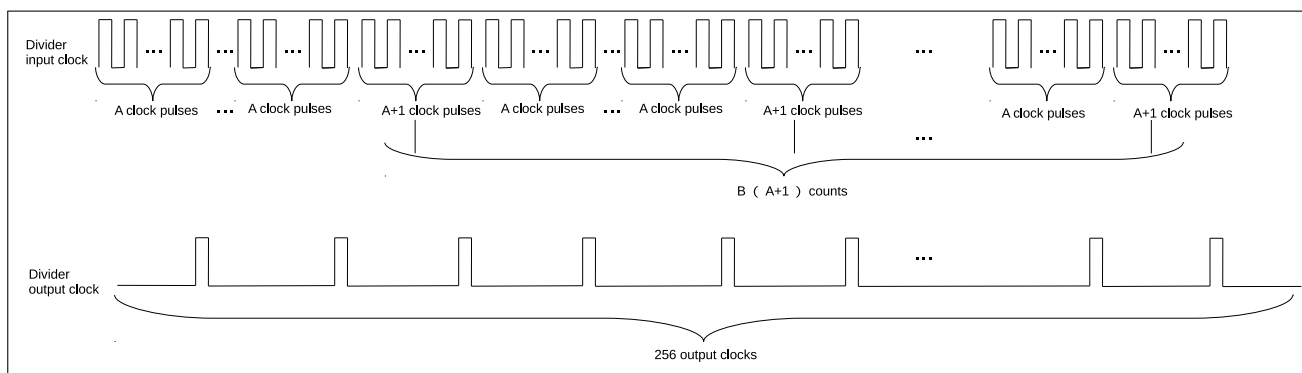 Divider
input clock
... ... ... ... ... ... ... ... ...
A clock pulses ... A clock pulses A+1 clock pulses A clock pulses ... A clock pulses A+1 clock pulses A clock pulses A+1 clock pulses
...
B ( A+1 ) counts
Divider
output clock
...
256 output clocks